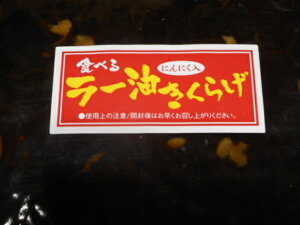 食べる
にんにく入
ラー油きくらげ
●使用上の注意/開封後はお早くお召し上がりください。